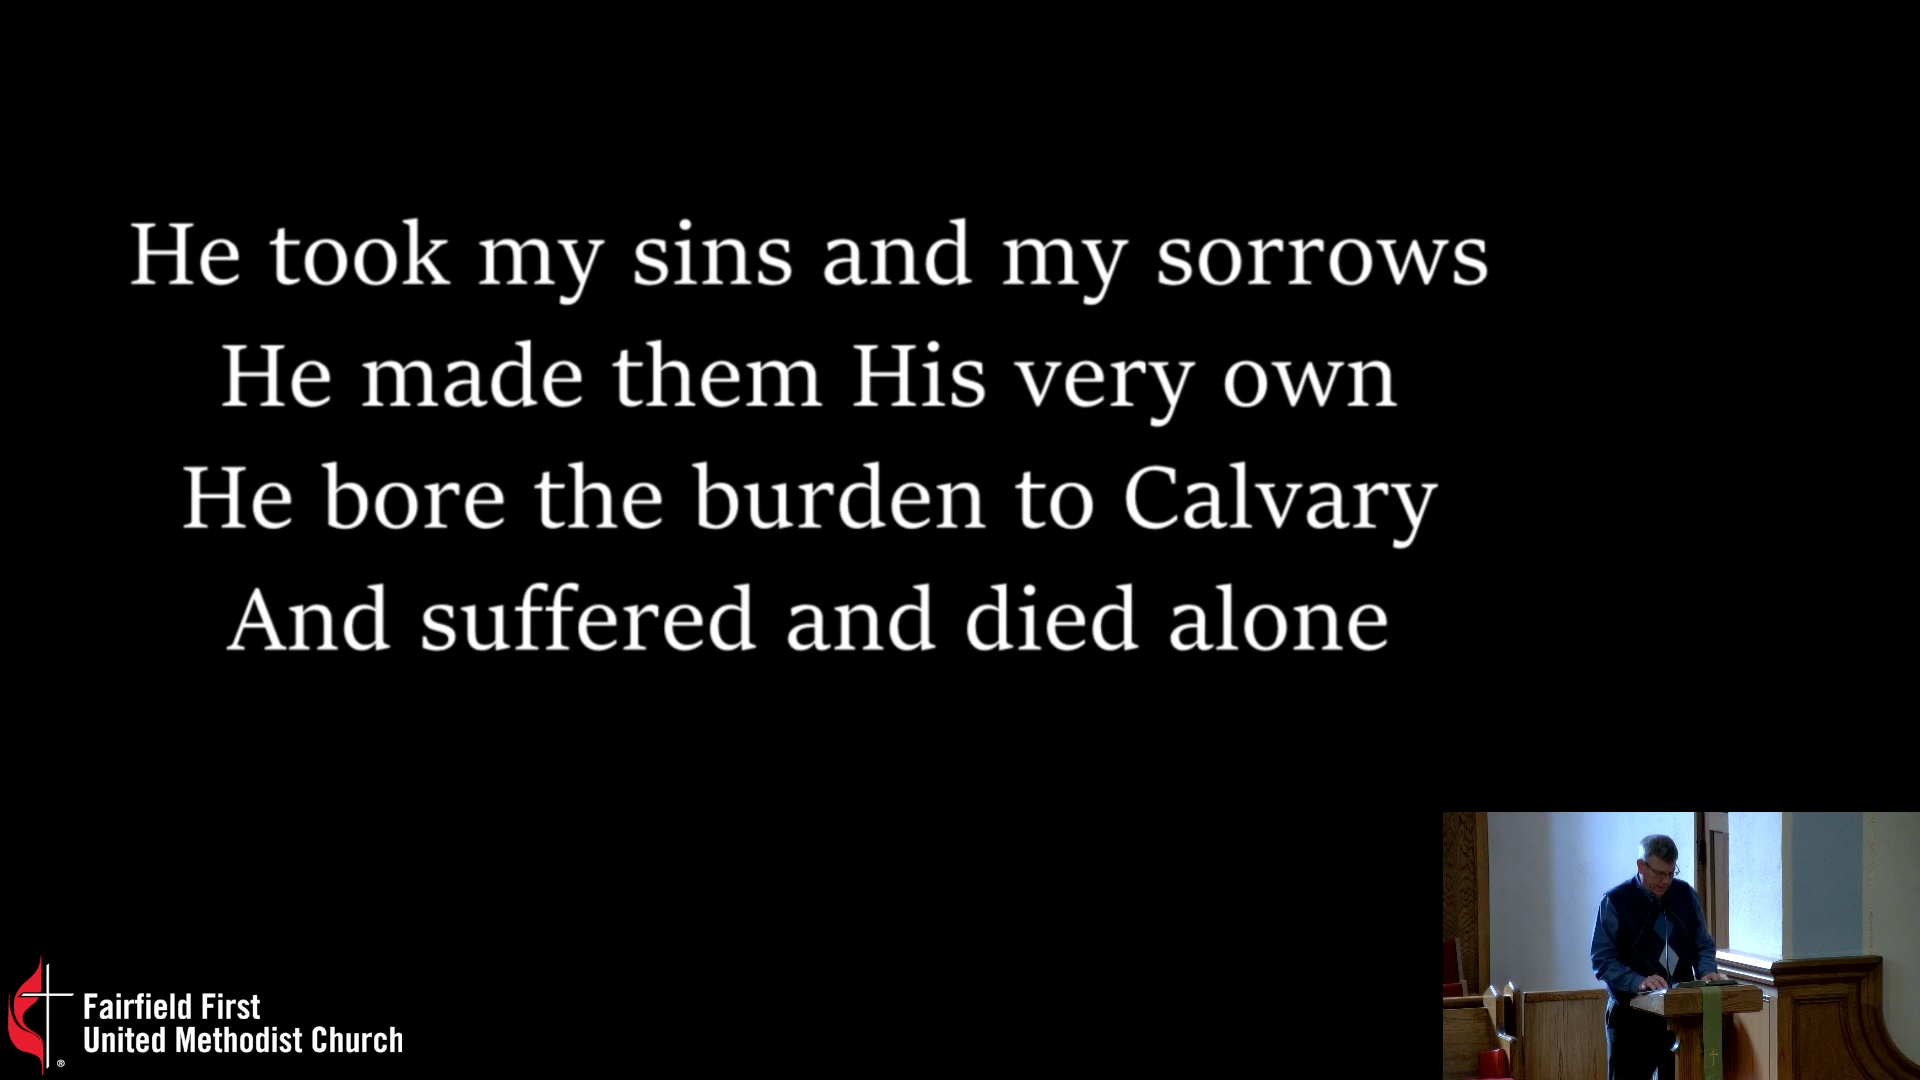 He took my sins and my sorrows
He made them His very own
He bore the burden to Calvary
And suffered and died alone
Fairfield First
United Methodist Church
®